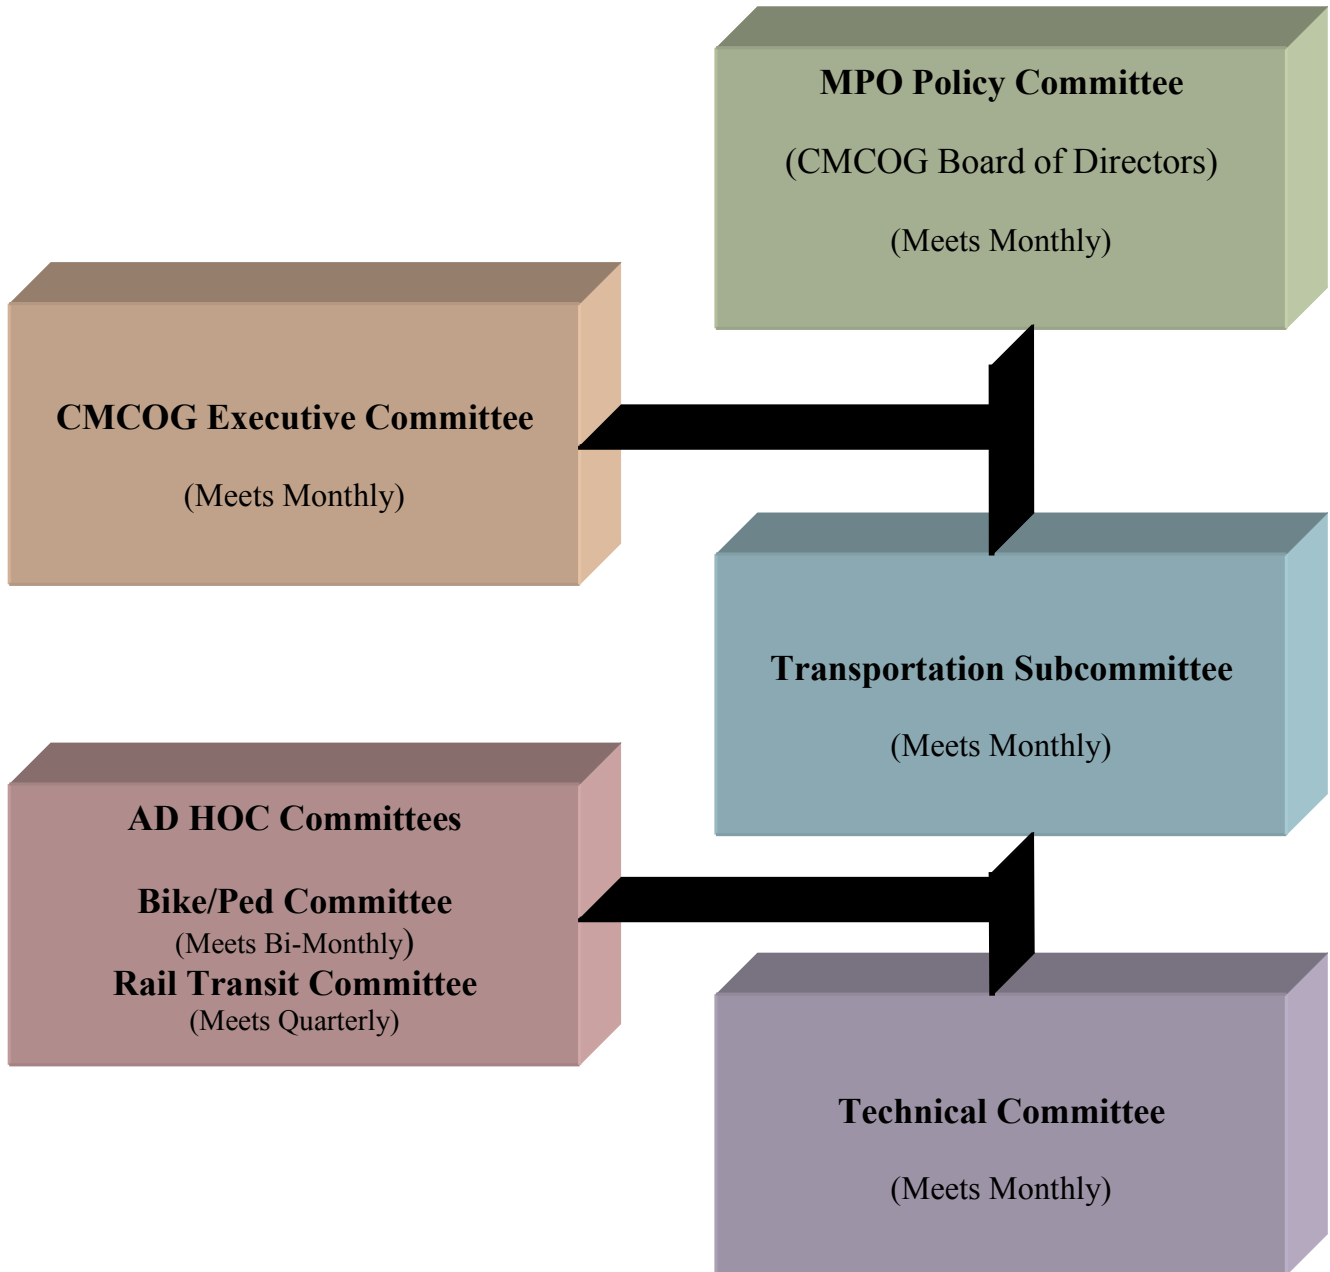 MPO Policy Committee
(CMCOG Board of Directors)
(Meets Monthly)
CMCOG Executive Committee
(Meets Monthly)
Transportation Subcommittee
(Meets Monthly)
AD HOC Committees
Bike/Ped Committee
(Meets Bi-Monthly)
Rail Transit Committee
(Meets Quarterly)
Technical Committee
(Meets Monthly)